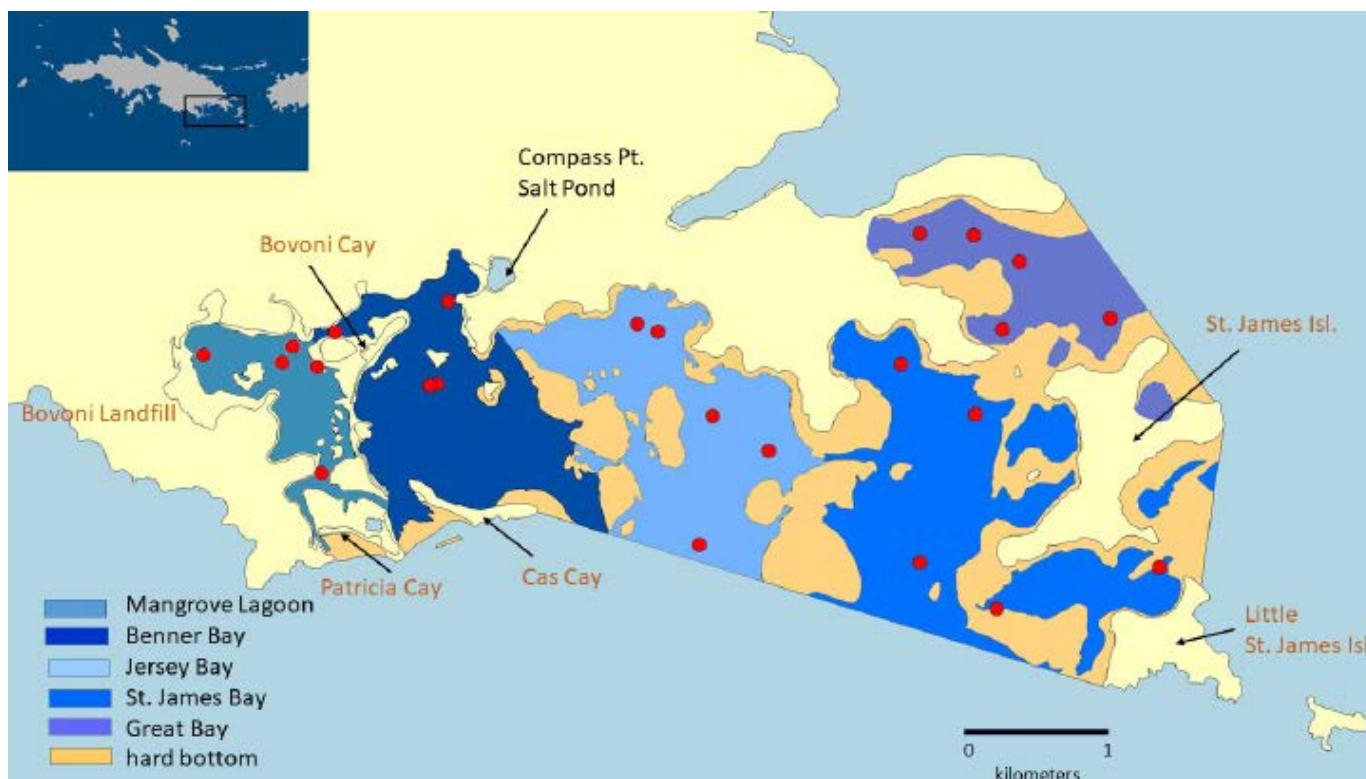 Compass Pt.
Salt Pond
Bovoni Cay
St. James Isl.
Bovoni Landfill
Patricia Cay
Cas Cay
Little
St. James Isl
Mangrove Lagoon
Benner Bay
Jersey Bay
St. James Bay
Great Bay
hard bottom
0 1
kilometers